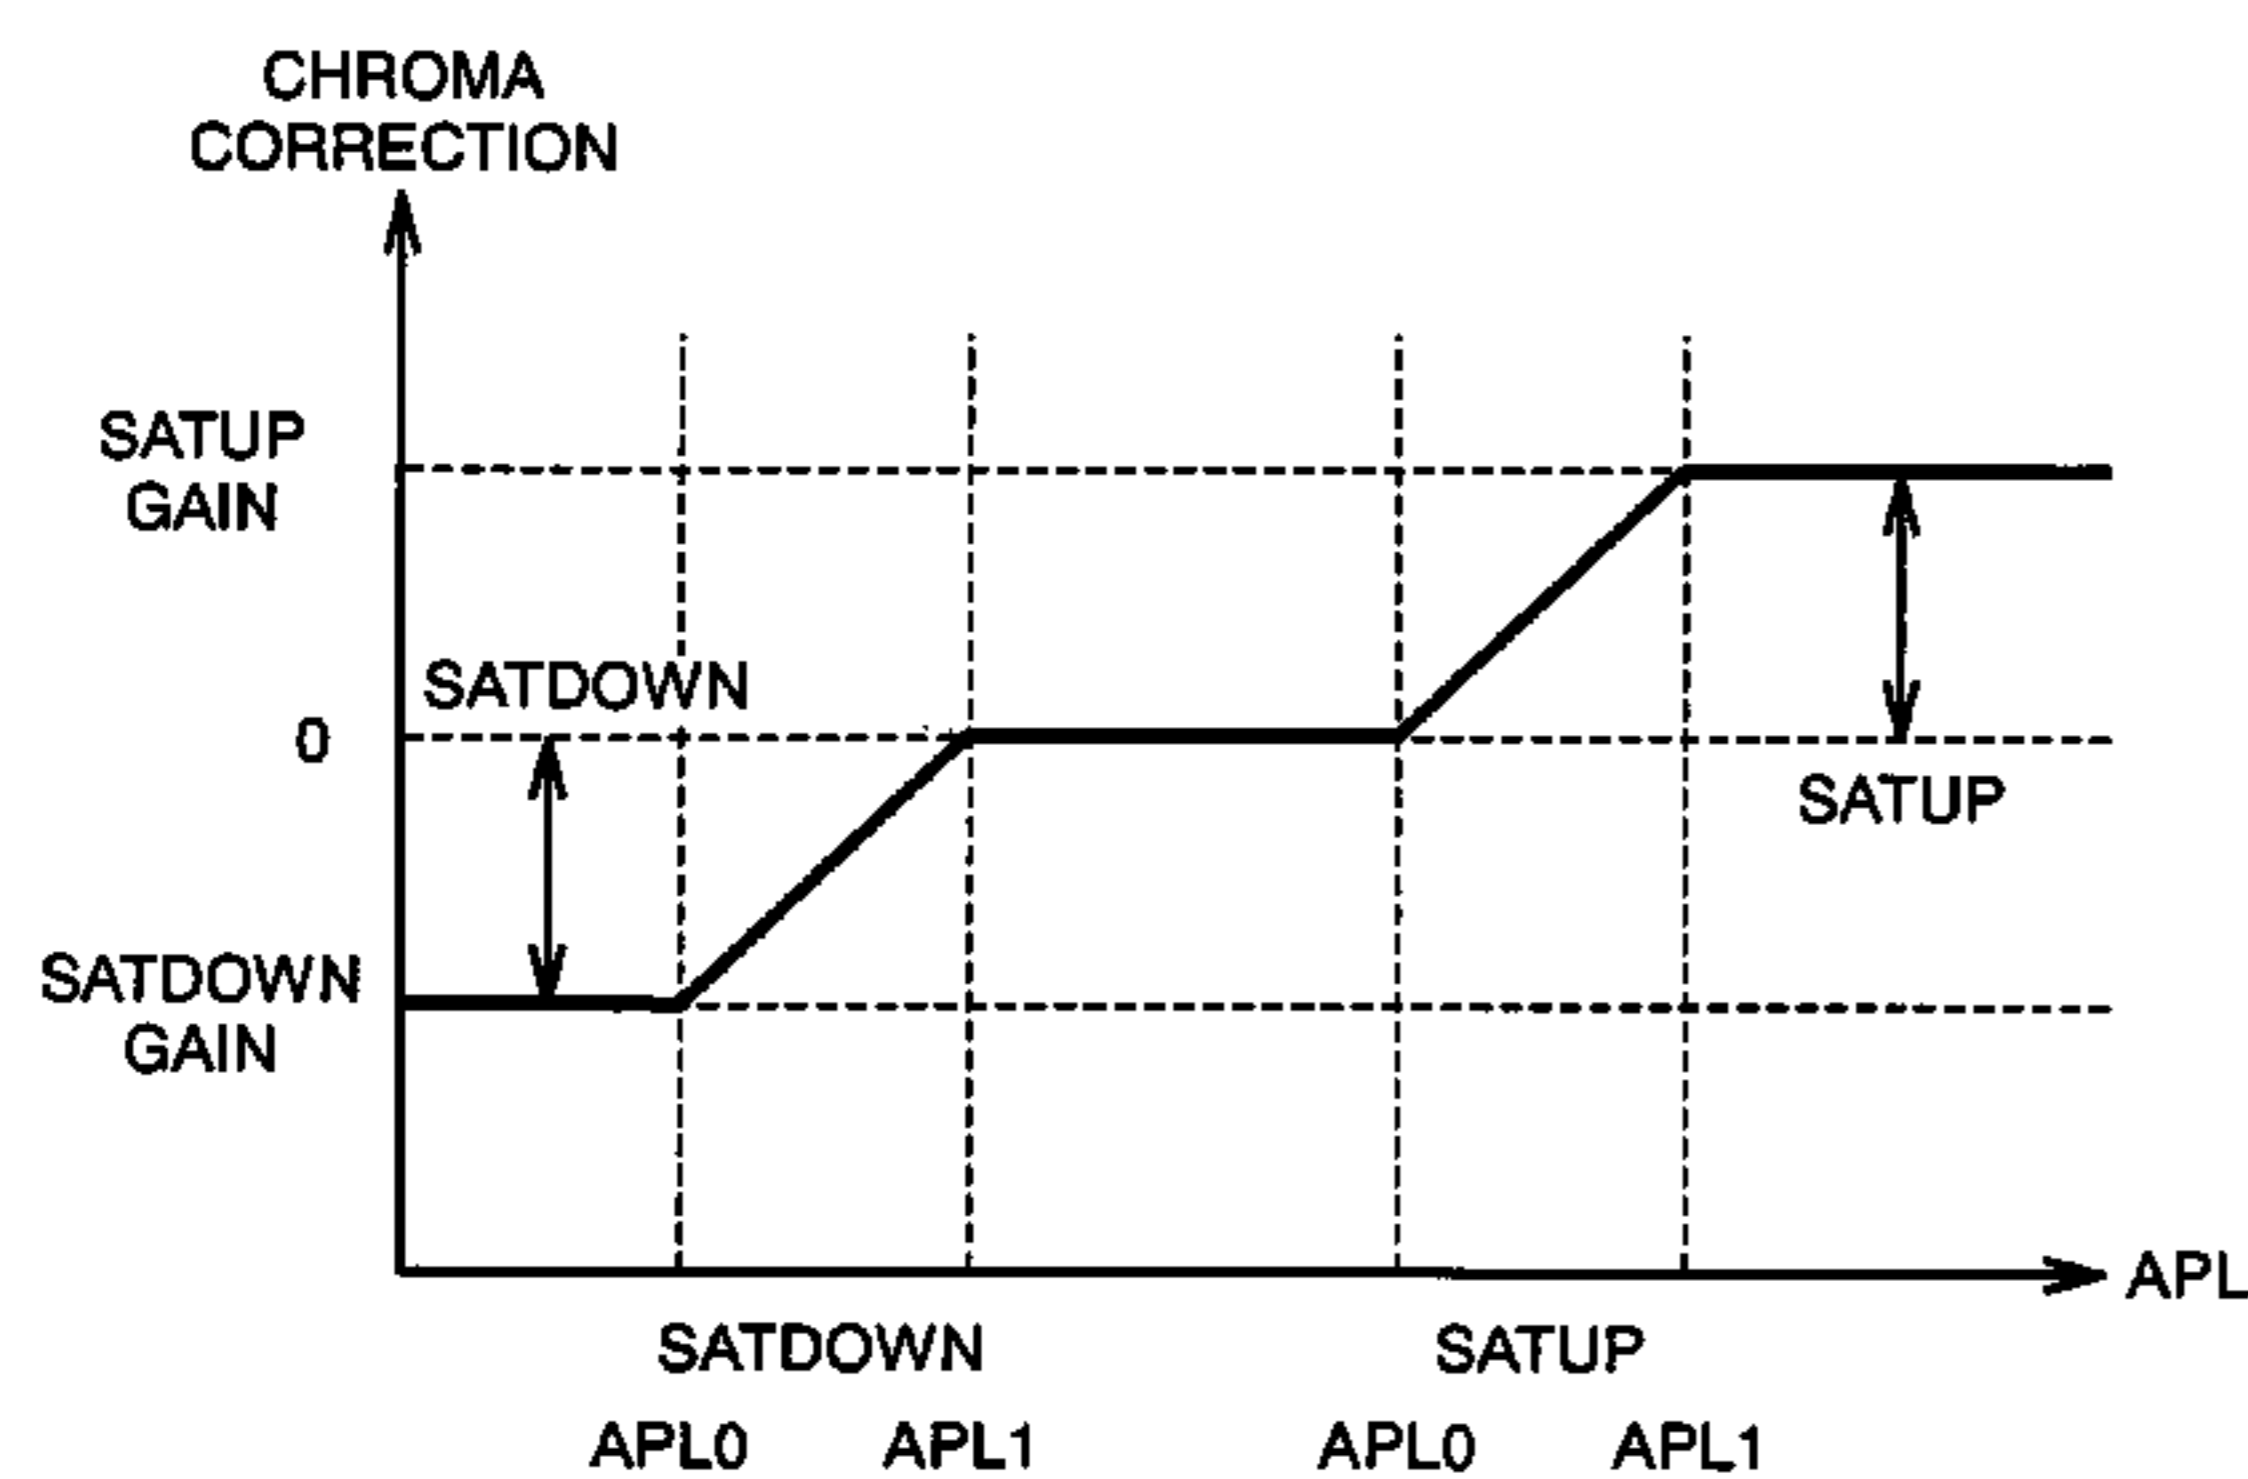 CHROMA
CORRECTION
SATUP
GAIN
SATDOWN
0
SATUP
SATDOWN
GAIN
APL
SATDOWN SATUP
APL0 APL1 APL0 APL1